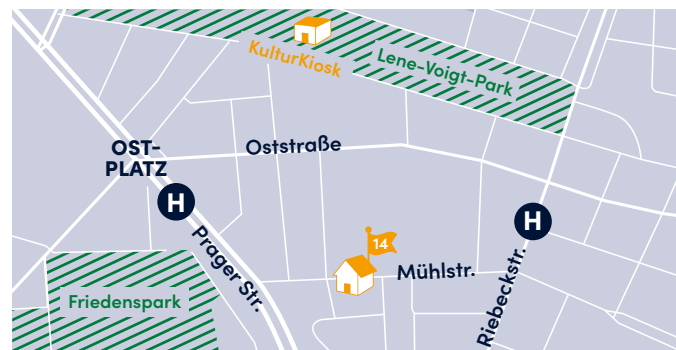 KulturKiosk
Lene-Voigt-Park
OST-
PLATZ
Oststraße
H
Prager Str.
H
14
Mühlstr.
Riebeckstr.
Friedenspark